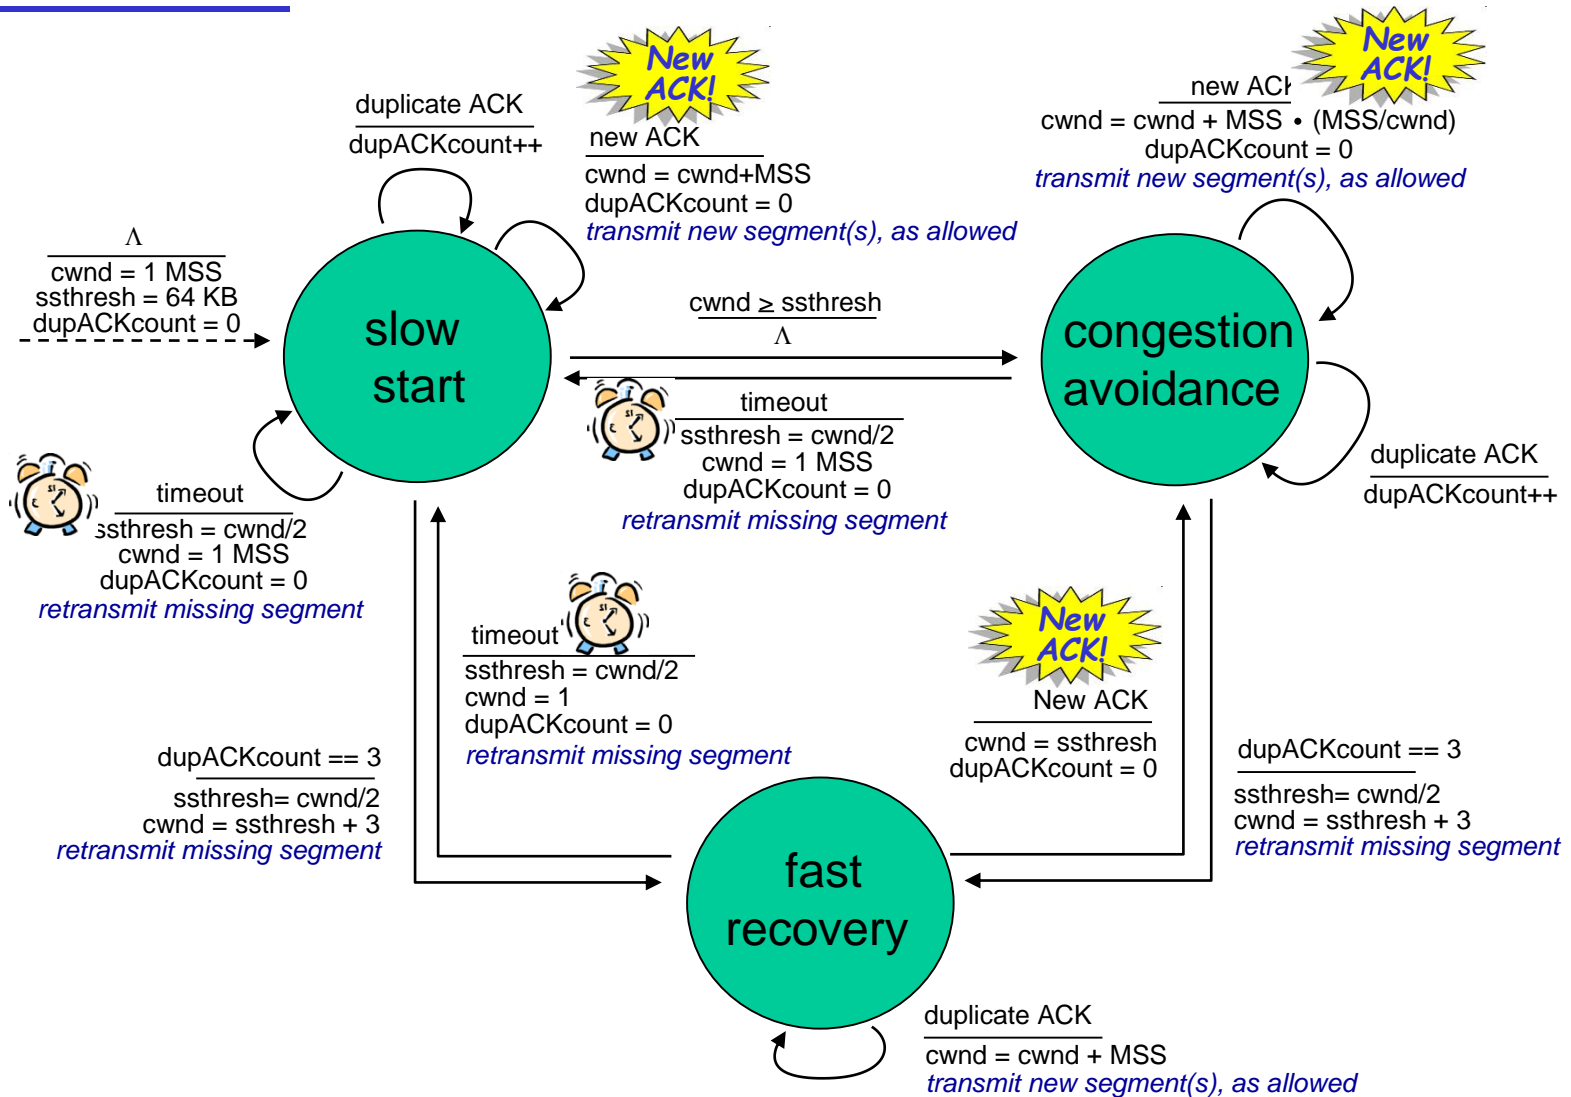 New
ACK!
duplicate ACK
dupACKcount++
new ACK
cwnd = cwnd+MSS
dupACKcount = 0
transmit new segment(s), as allowed
New
ACK!
new ACK
cwnd = cwnd + MSS • (MSS/cwnd)
dupACKcount = 0
transmit new segment(s), as allowed
Λ
cwnd = 1 MSS
ssthresh = 64 KB
dupACKcount = 0
slow
start
cwnd ≥ ssthresh
Λ
congestion
avoidance
timeout
ssthresh = cwnd/2
cwnd = 1 MSS
dupACKcount = 0
retransmit missing segment
duplicate ACK
dupACKcount++
timeout
ssthresh = cwnd/2
cwnd = 1 MSS
dupACKcount = 0
retransmit missing segment
timeout
ssthresh = cwnd/2
cwnd = 1
dupACKcount = 0
retransmit missing segment
New
ACK!
New ACK
cwnd = ssthresh
dupACKcount = 0
dupACKcount == 3
ssthresh= cwnd/2
cwnd = ssthresh + 3
retransmit missing segment
dupACKcount == 3
ssthresh= cwnd/2
cwnd = ssthresh + 3
retransmit missing segment
fast
recovery
duplicate ACK
cwnd = cwnd + MSS
transmit new segment(s), as allowed